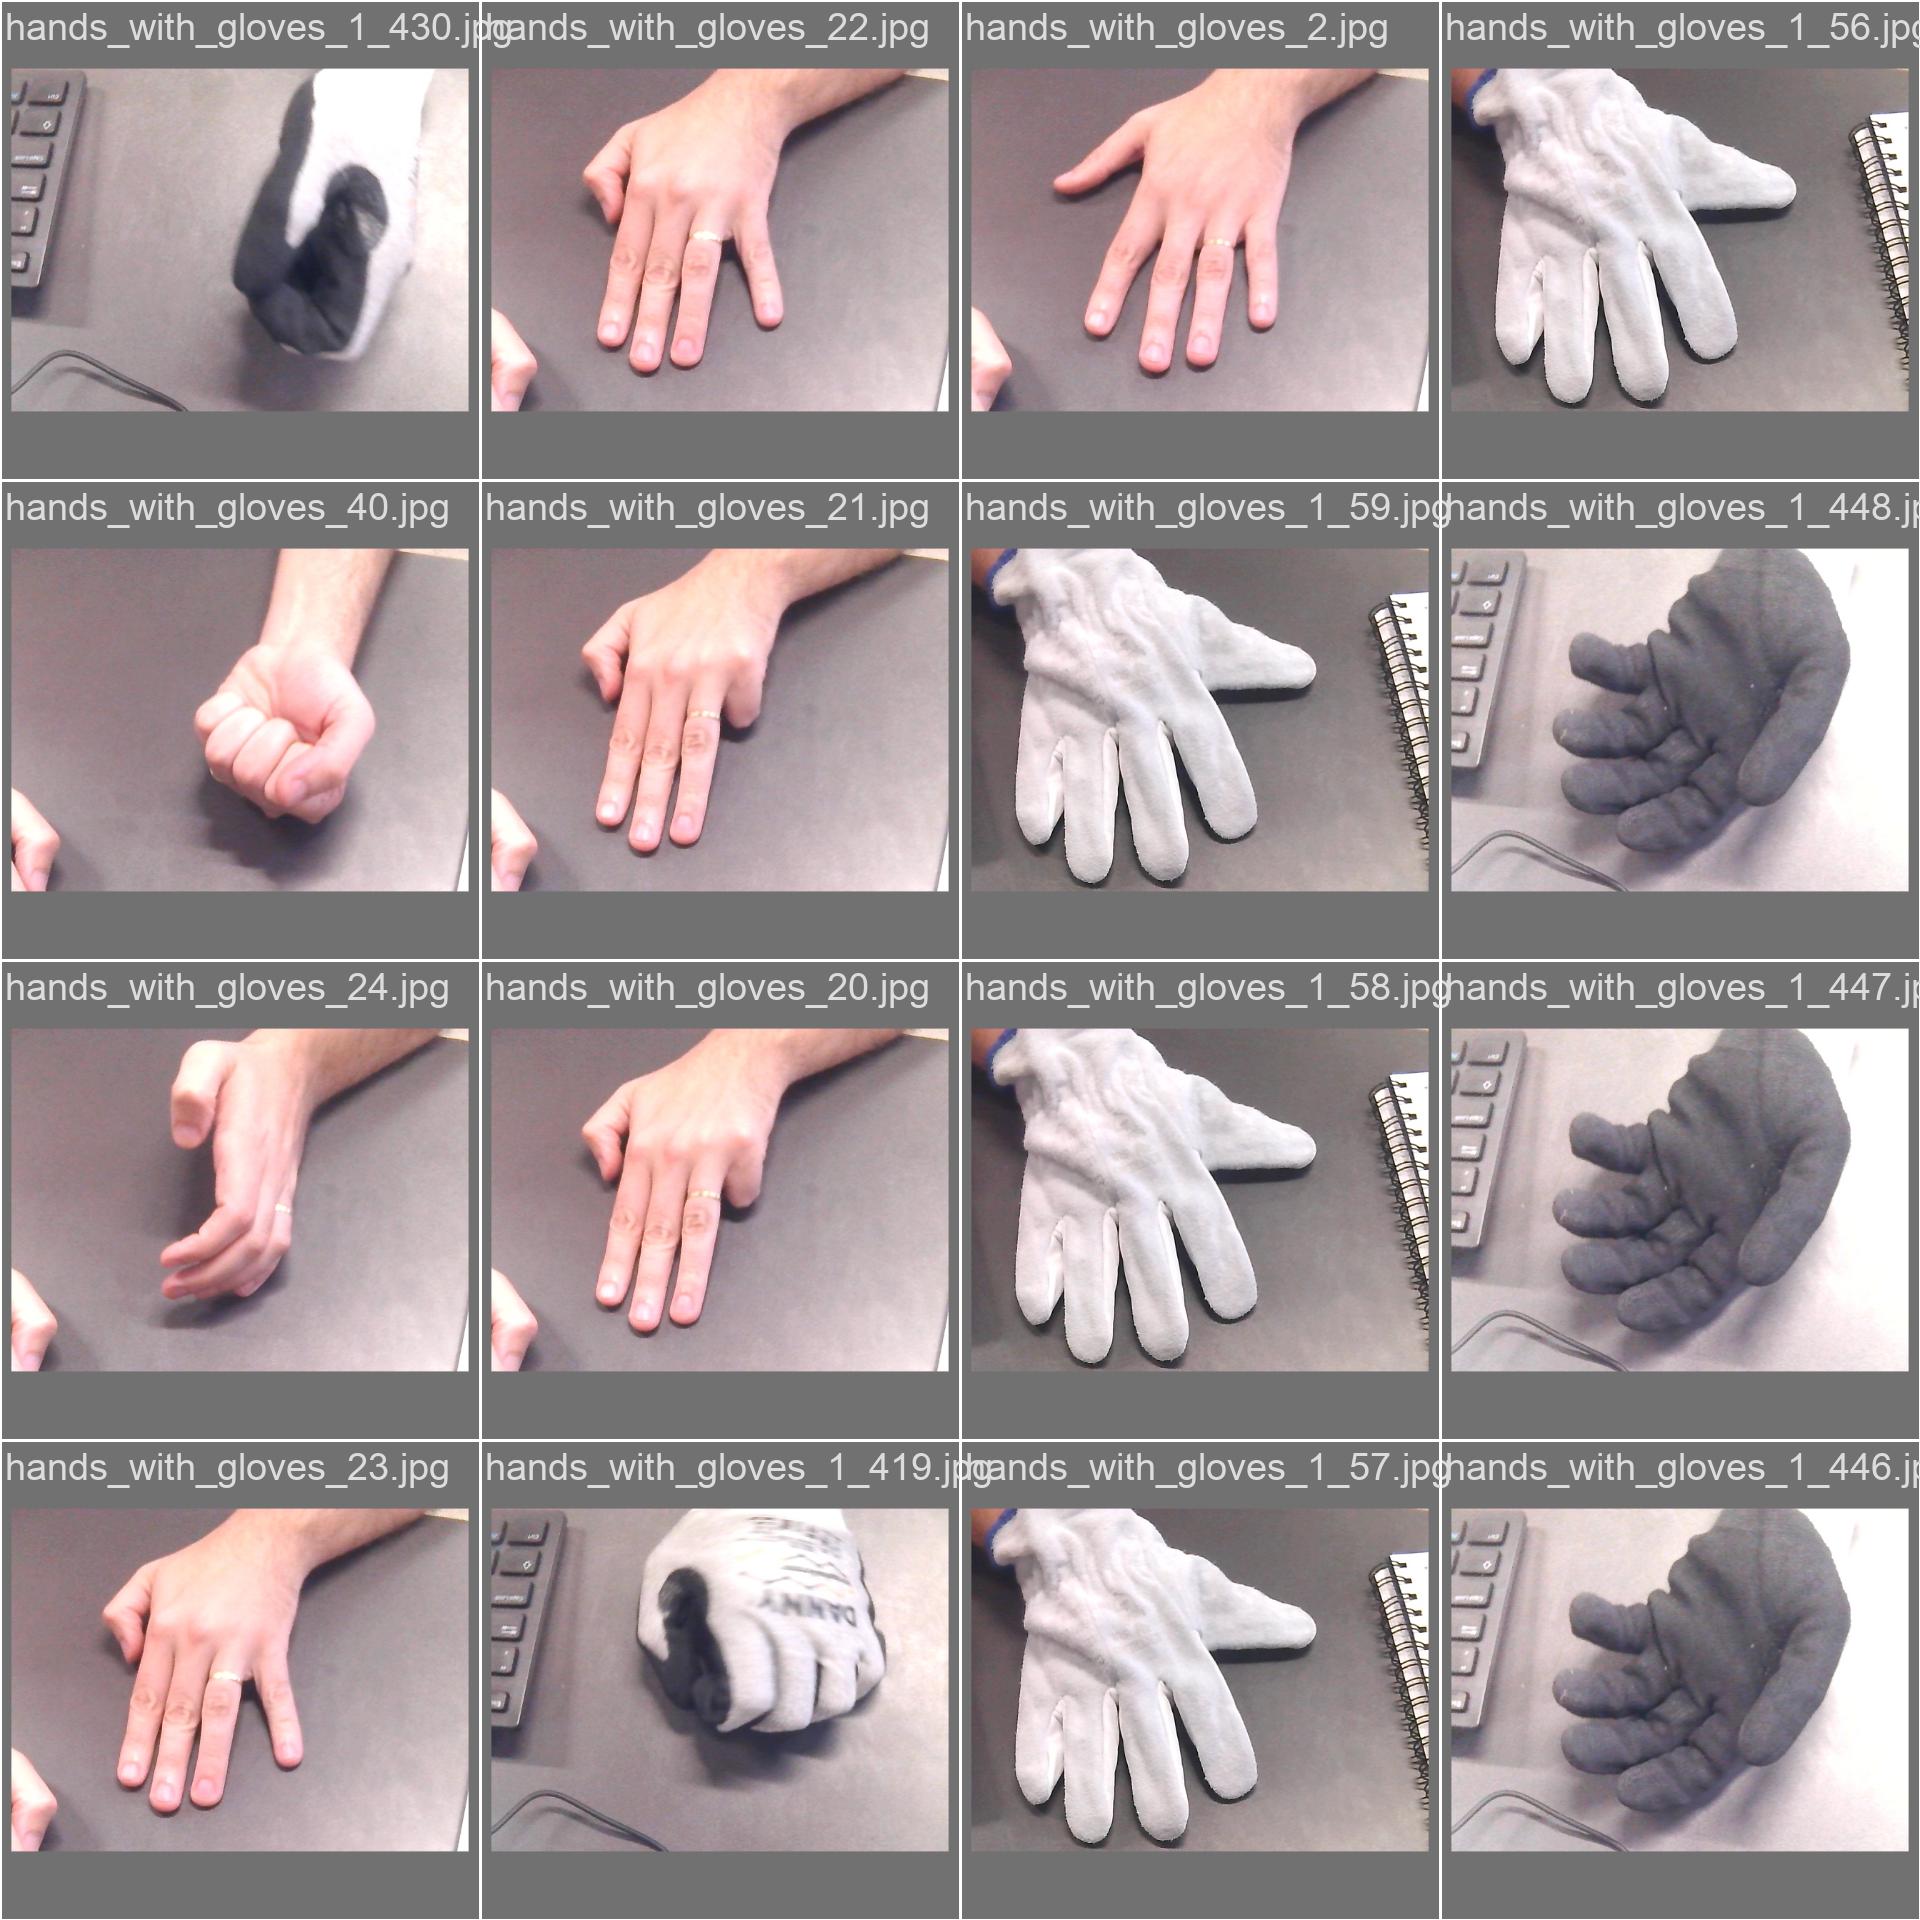 hands_with_gloves_1_430.jpg
hands_with_gloves_22.jpg
hands_with_gloves_2.jpg
hands_with_gloves_1_56.jpg
hands_with_gloves_40.jpg
hands_with_gloves_21.jpg
hands_with_gloves_1_59.jpg
hands_with_gloves_1_448.jp
hands_with_gloves_24.jpg
hands_with_gloves_20.jpg
hands_with_gloves_1_58.jpg
hands_with_gloves_1_447.jp
hands_with_gloves_23.jpg
hands_with_gloves_1_419.jpg
hands_with_gloves_1_57.jpg
hands_with_gloves_1_446.jp
DANNY